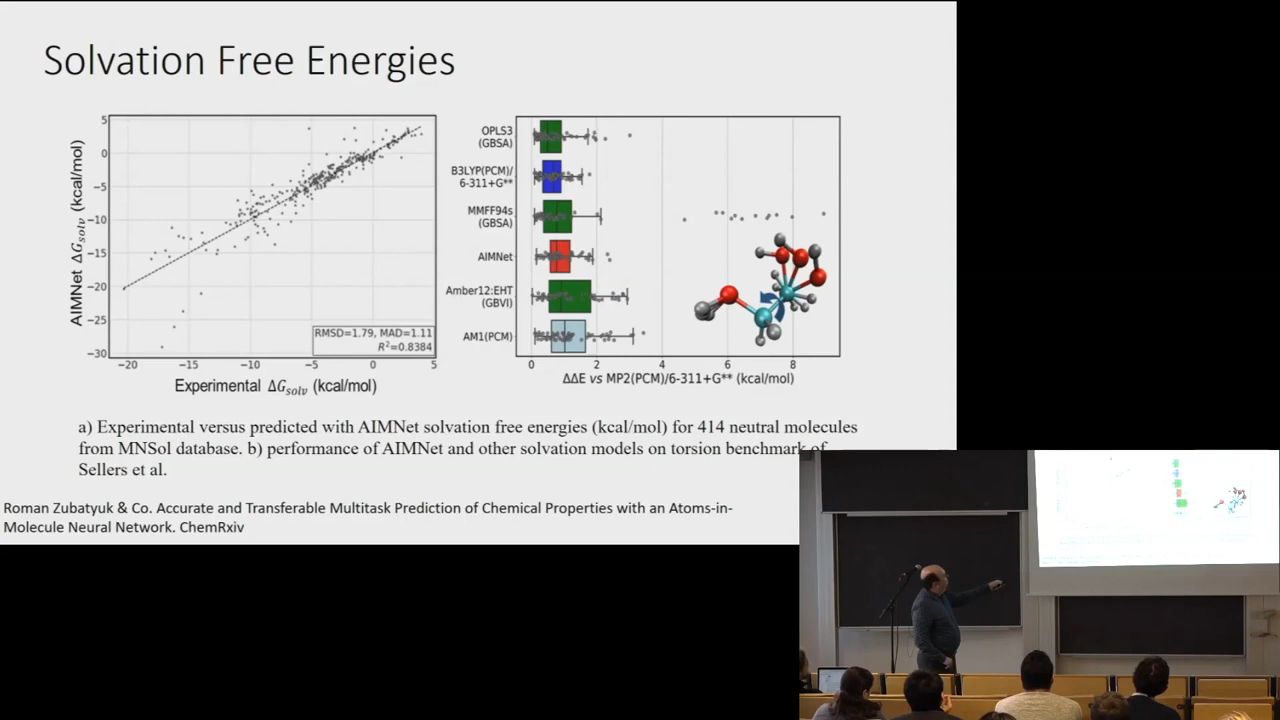 Solvation Free Energies
AIMNet ΔG_solv (kcal/mol)
5
0
−5
−10
−15
−20
−25
−30
−20
−15
−10
−5
0
5
RMSD=1.79, MAD=1.11
R²=0.8384
Experimental ΔG_solv (kcal/mol)
OPLS3
(GBSA)
B3LYP(PCM)/
6-311+G**
MMFF94s
(GBSA)
AIMNet
Amber12:EHT
(GBVI)
AM1(PCM)
0
2
4
6
8
ΔΔE vs MP2(PCM)/6-311+G** (kcal/mol)
a) Experimental versus predicted with AIMNet solvation free energies (kcal/mol) for 414 neutral molecules
from MNSol database. b) performance of AIMNet and other solvation models on torsion benchmark of
Sellers et al.
Roman Zubatyuk & Co. Accurate and Transferable Multitask Prediction of Chemical Properties with an Atoms-in-
Molecule Neural Network. ChemRxiv